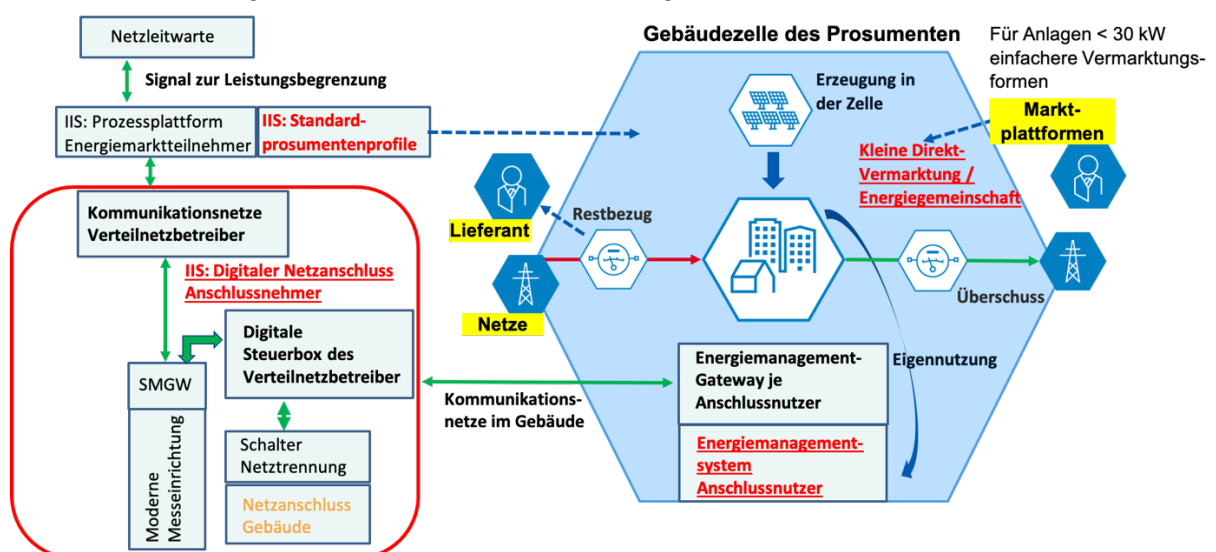 Netzleitwarte
Signal zur Leistungsbegrenzung
IIS: Prozessplattform
Energiemarktteilnehmer
IIS: Standard-
prosumentenprofile
Kommunikationsnetze
Verteilnetzbetreiber
IIS: Digitaler Netzanschluss
Anschlussnehmer
Digitale
Steuerbox des
Verteilnetzbetreiber
SMGW
Moderne
Messeinrichtung
Schalter
Netztrennung
Netzanschluss
Gebäude
Kommunikations-
netze im Gebäude
Gebäudezelle des Prosumenten
Erzeugung in
der Zelle
Für Anlagen < 30 kW
einfachere Vermarktungs-
formen
Markt-
plattformen
Kleine Direkt-
Vermarktung /
Energiegemeinschaft
Lieferant
Restbezug
Netze
Überschuss
Eigennutzung
Energiemanagement-
Gateway je
Anschlussnutzer
Energiemanagement-
system
Anschlussnutzer